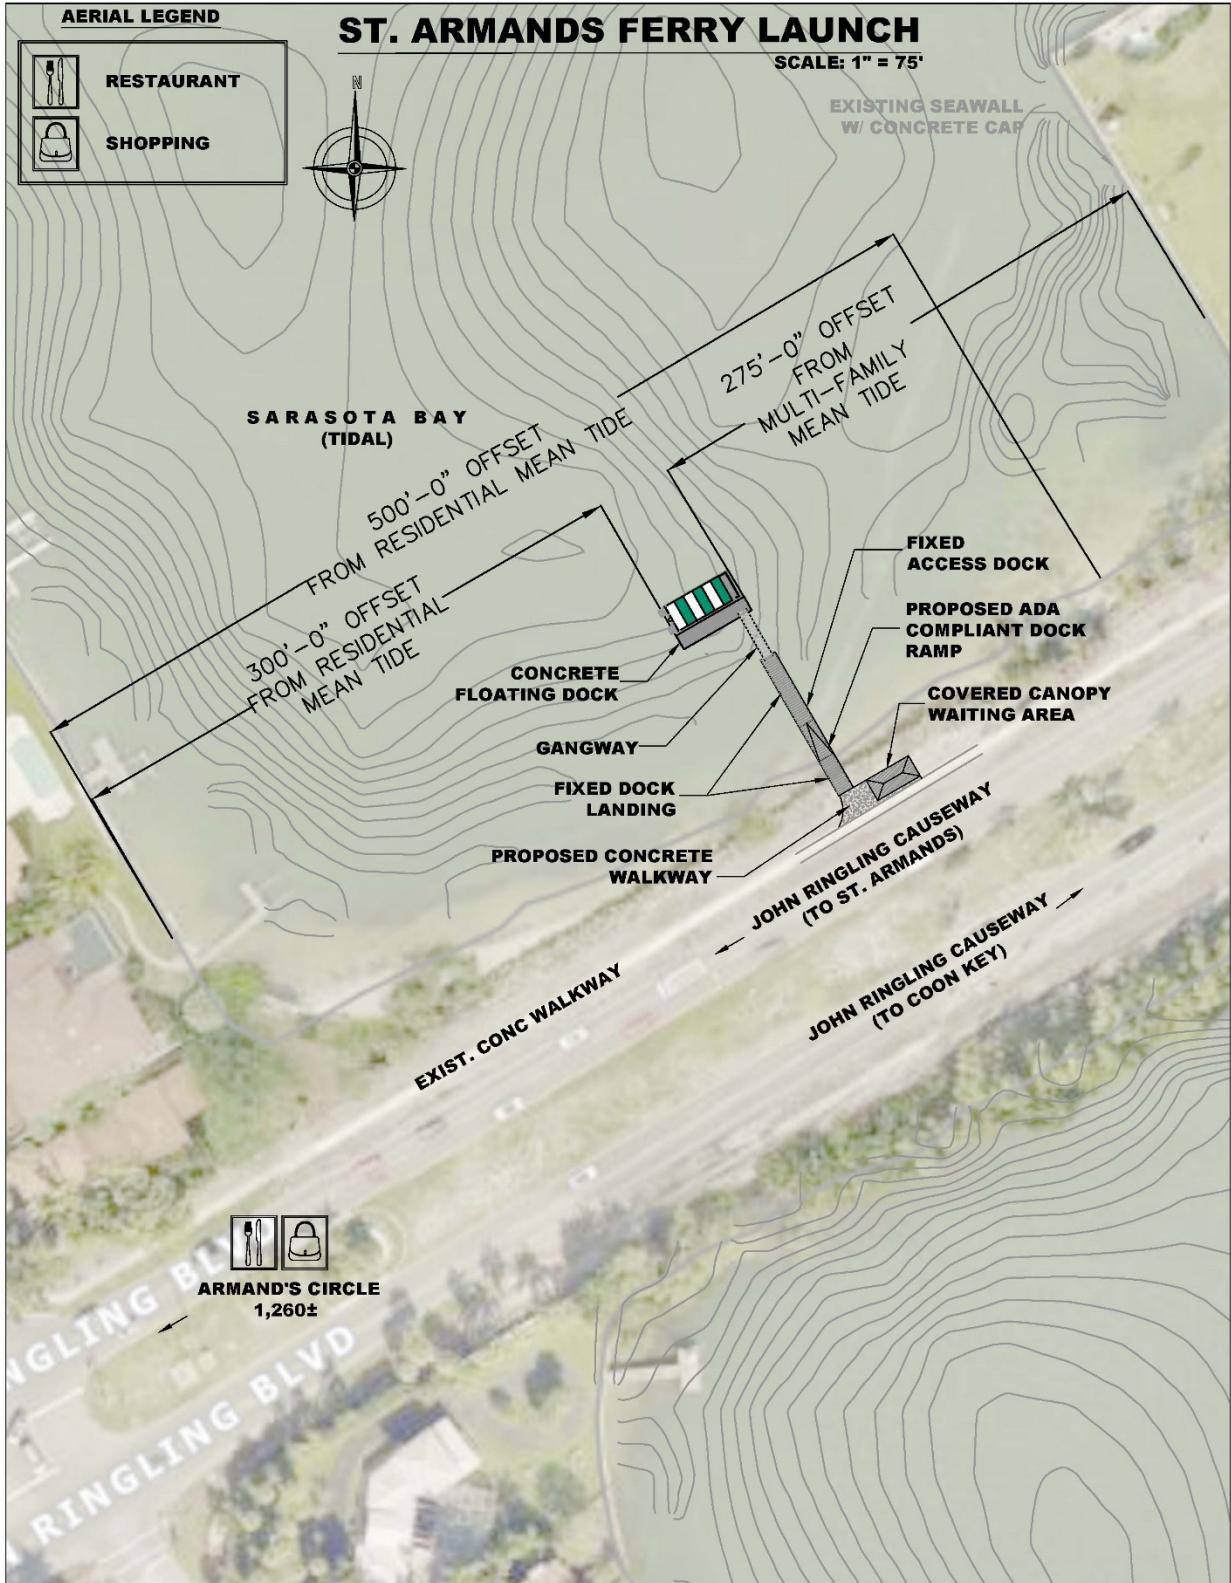 AERIAL LEGEND
RESTAURANT
SHOPPING
ST. ARMANDS FERRY LAUNCH
SCALE: 1" = 75'
N
EXISTING SEAWALL
W/ CONCRETE CAP
275'-0" OFFSET
FROM
MULTI-FAMILY
MEAN TIDE
SARASOTA BAY
(TIDAL)
500'-0" OFFSET
FROM RESIDENTIAL MEAN TIDE
300'-0" OFFSET
FROM RESIDENTIAL
MEAN TIDE
FIXED
ACCESS DOCK
PROPOSED ADA
COMPLIANT DOCK
RAMP
CONCRETE
FLOATING DOCK
COVERED CANOPY
WAITING AREA
GANGWAY
FIXED DOCK
LANDING
PROPOSED CONCRETE
WALKWAY
JOHN RINGLING CAUSEWAY
(TO ST. ARMANDS)
JOHN RINGLING CAUSEWAY
(TO COON KEY)
EXIST. CONC WALKWAY
ARMAND'S CIRCLE
1,260±
NGLING BLVD
RINGLING BLVD